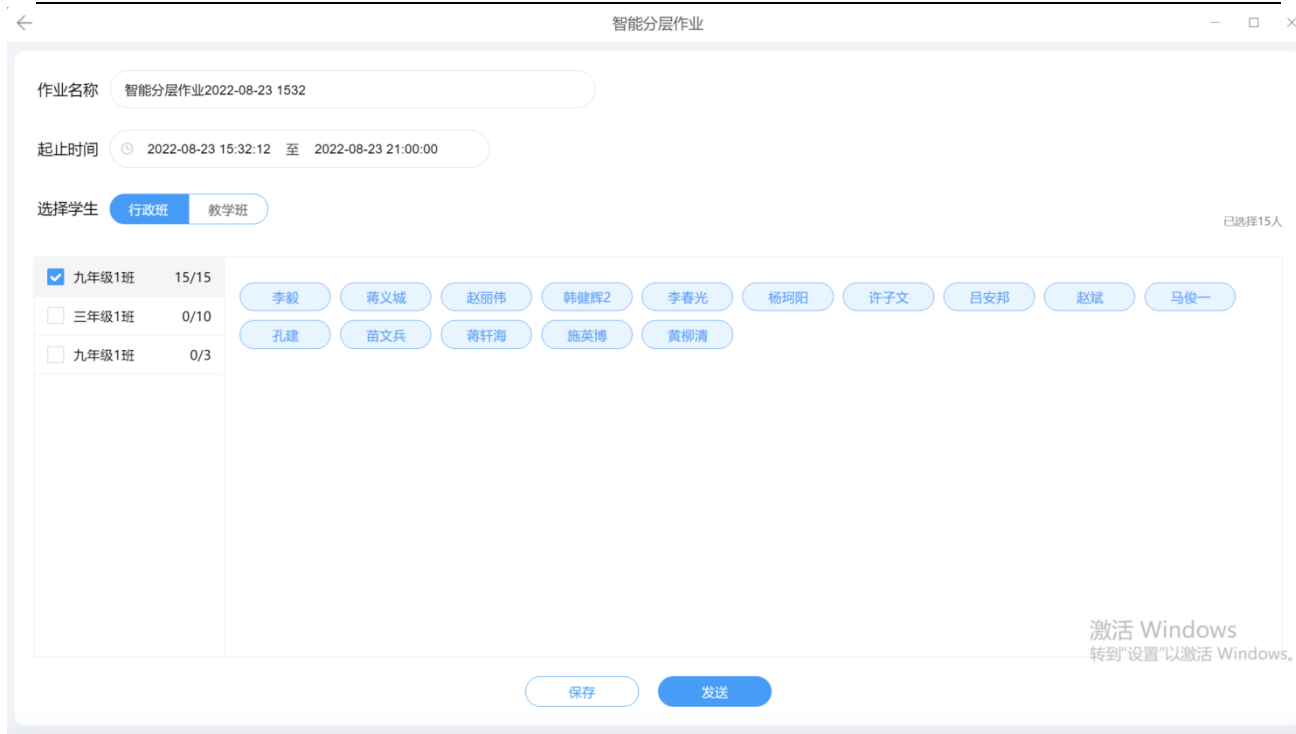 智能分层作业
作业名称 智能分层作业2022-08-23 1532
起止时间 2022-08-23 15:32:12 至 2022-08-23 21:00:00
选择学生 行政班 教学班
已选择15人
九年级1班 15/15
三年级1班 0/10
九年级1班 0/3
李毅 蒋义城 赵丽伟 韩健辉2 李春光 杨珂阳 许子文 吕安邦 赵斌 马俊一
孔建 苗文兵 蒋轩海 施英博 黄柳清
激活 Windows
转到“设置”以激活 Windows。
保存 发送